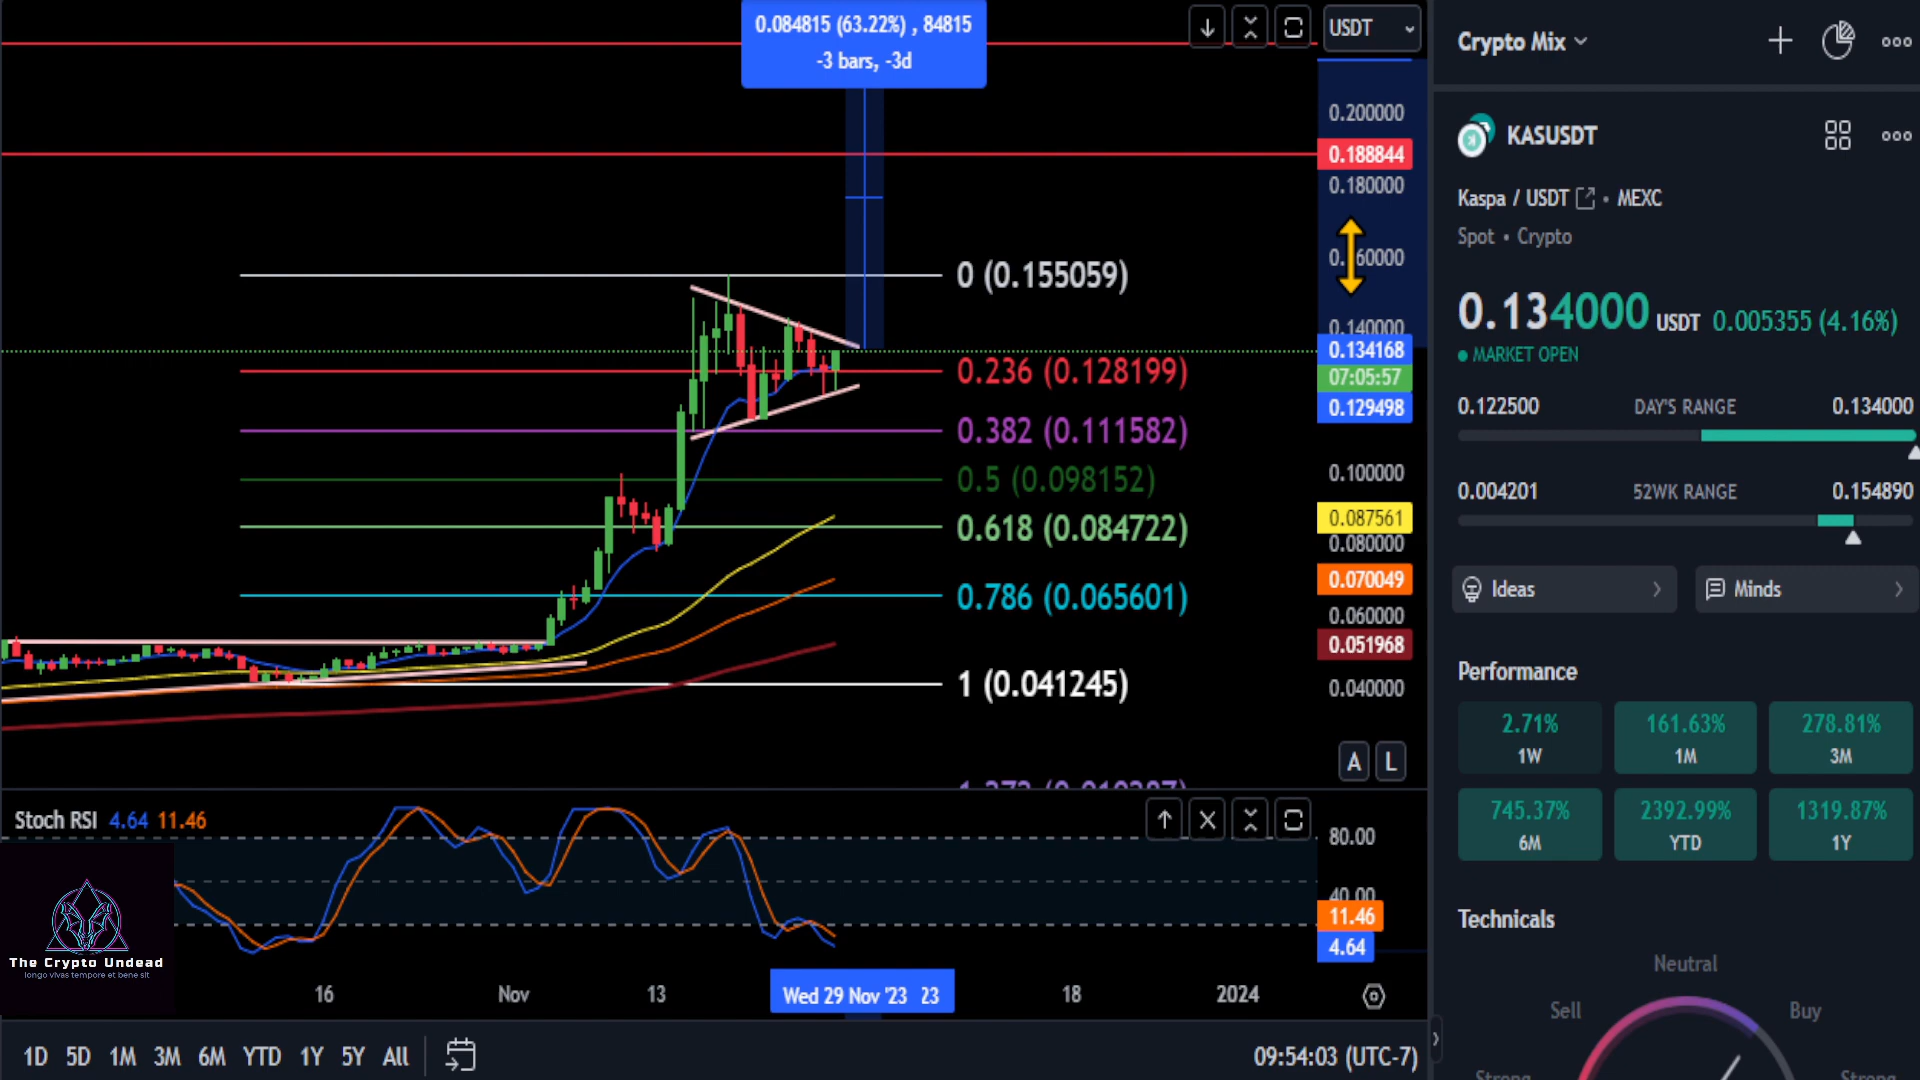 0.084815 (63.22%) , 84815
-3 bars, -3d
USDT
0.200000
0.188844
0.180000
0.140000
0.134168
07:05:57
0.129498
0.100000
0.087561
0.080000
0.070049
0.060000
0.051968
0.040000
0 (0.155059)
0.236 (0.128199)
0.382 (0.111582)
0.5 (0.098152)
0.618 (0.084722)
0.786 (0.065601)
1 (0.041245)
A L
Stoch RSI 4.64 11.46
80.00
40.00
11.46
4.64
The Crypto Undead
longo vivas tempore et bene sit
16 Nov 13 Wed 29 Nov '23 23 18 2024
1D 5D 1M 3M 6M YTD 1Y 5Y All
09:54:03 (UTC-7)
Crypto Mix
KASUSDT
Kaspa / USDT • MEXC
Spot • Crypto
0.134000 USDT 0.005355 (4.16%)
MARKET OPEN
0.122500 DAY'S RANGE 0.134000
0.004201 52WK RANGE 0.154890
Ideas
Minds
Performance
2.71% 161.63% 278.81%
1W 1M 3M
745.37% 2392.99% 1319.87%
6M YTD 1Y
Technicals
Neutral
Sell Buy
Strong Strong